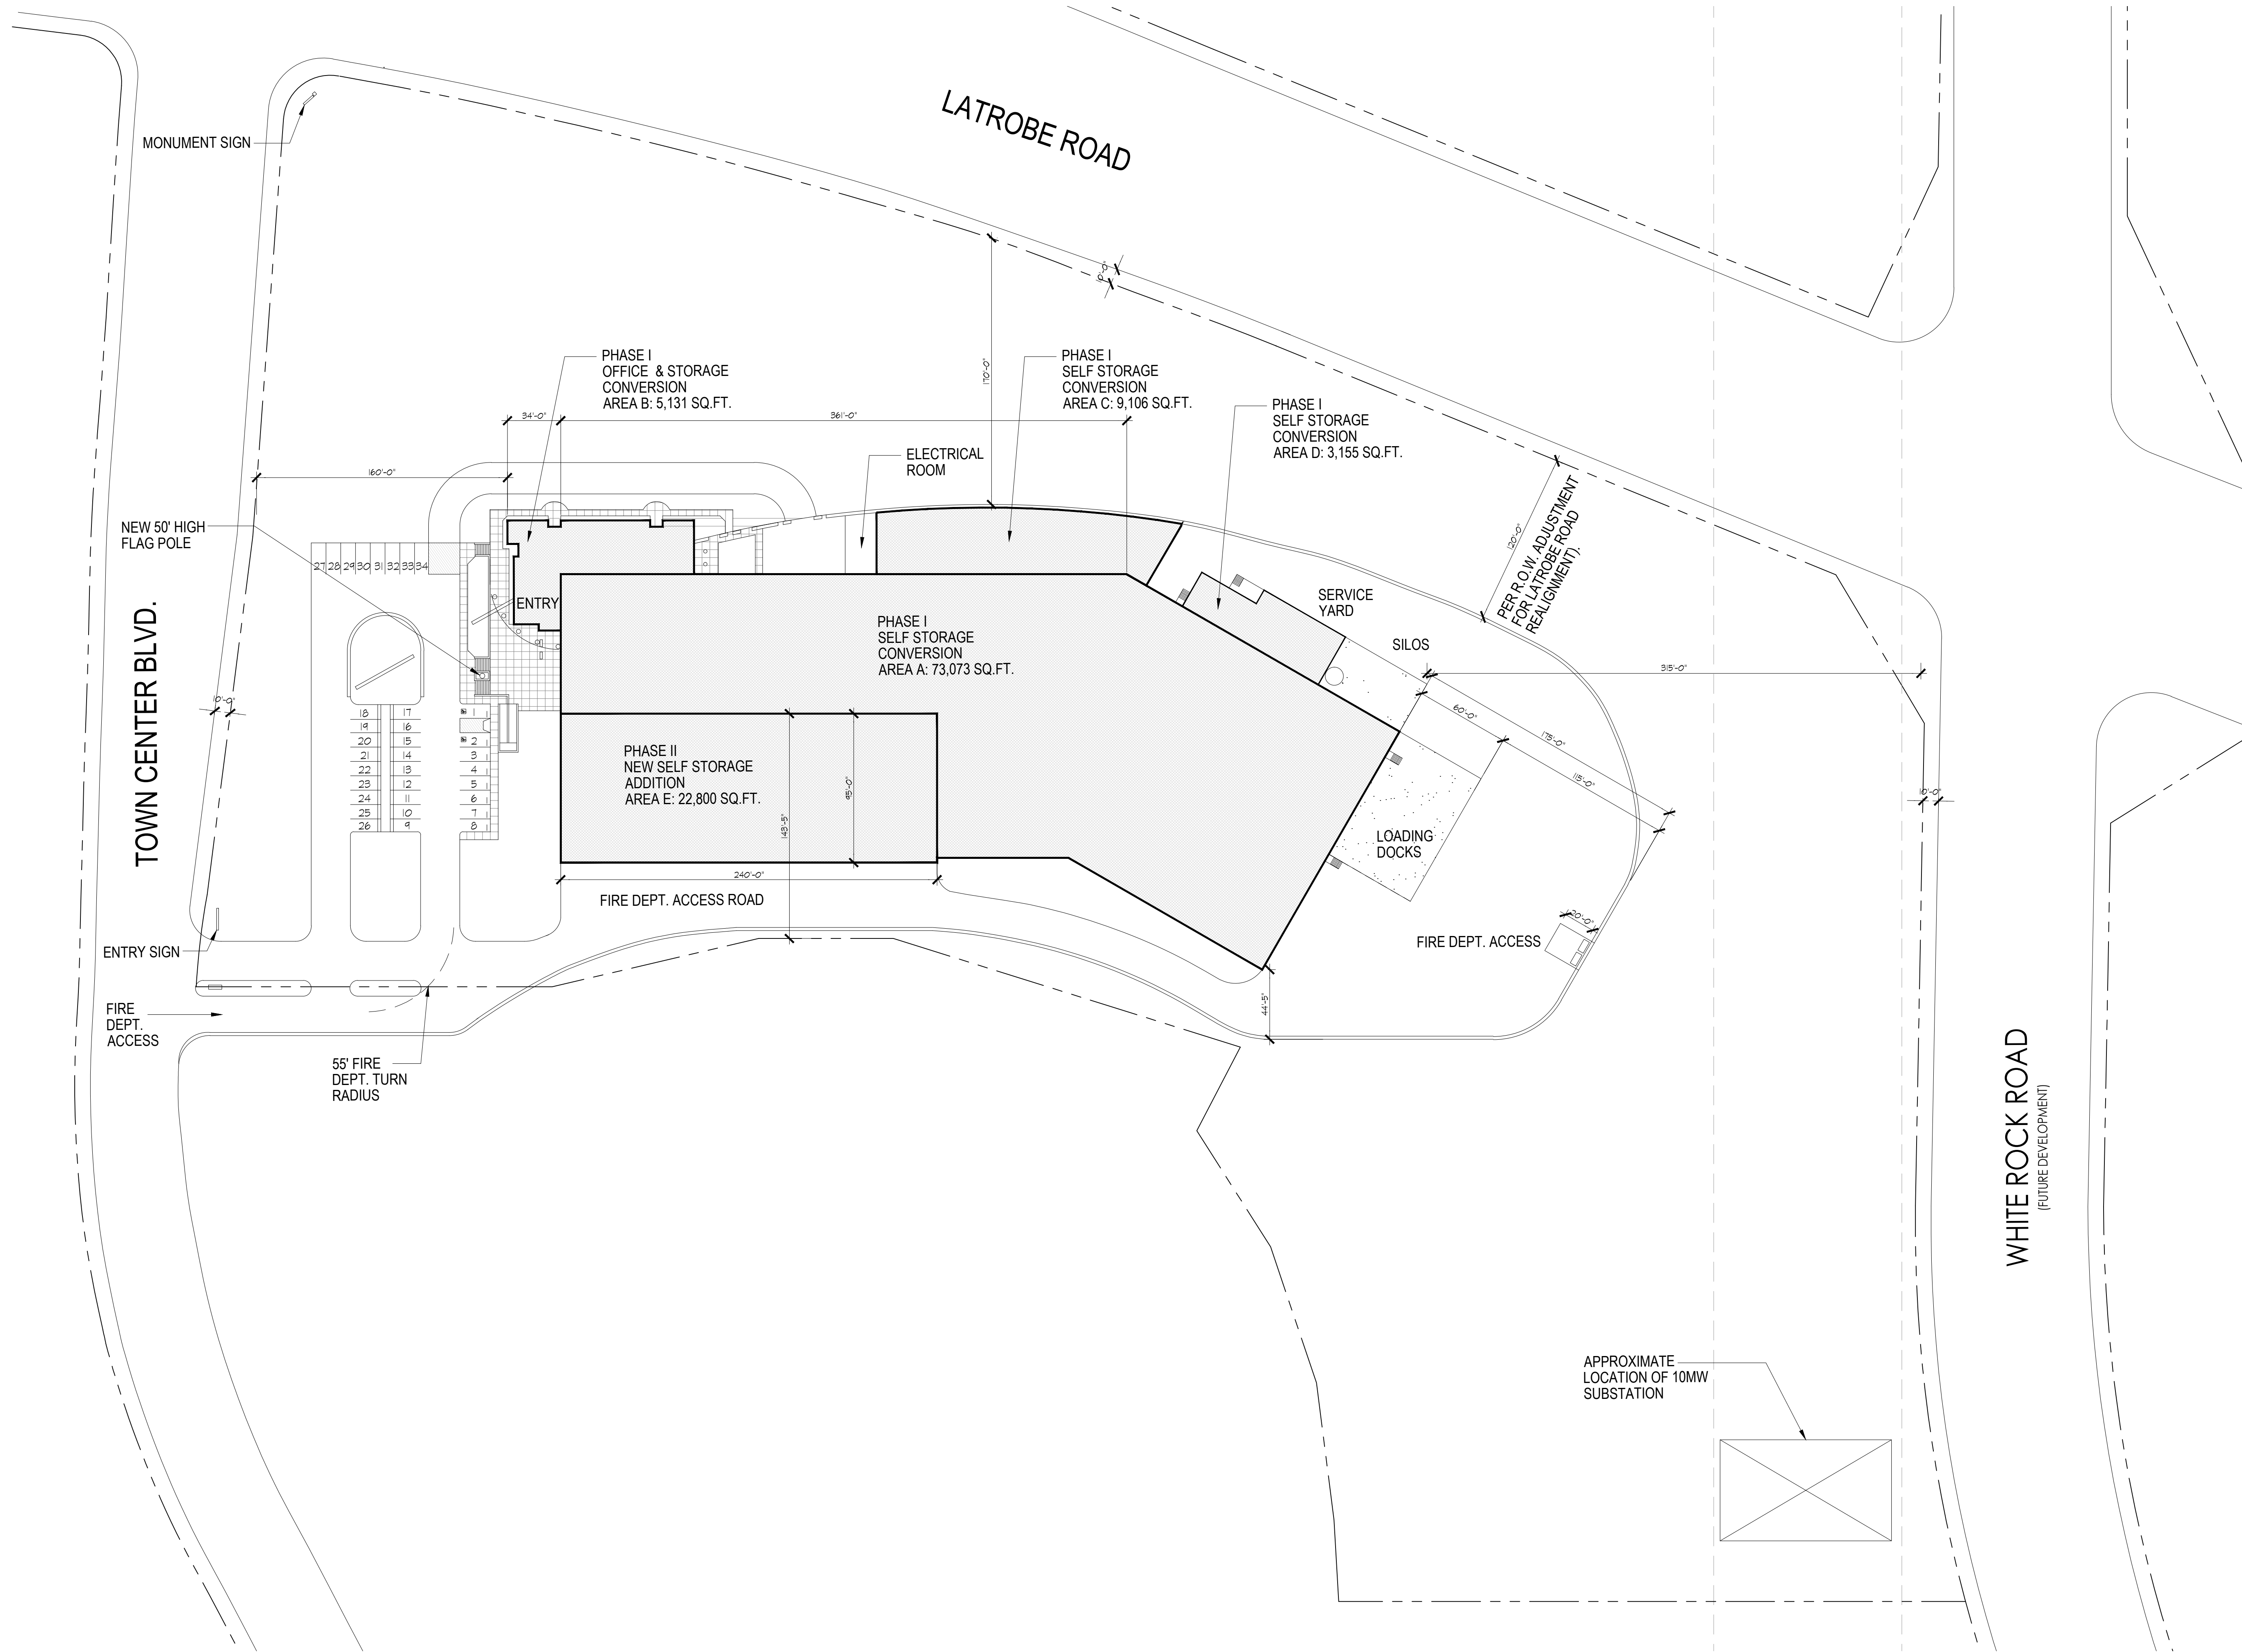 LATROBE ROAD
MONUMENT SIGN
6'-0"
170'-0"
PHASE I
OFFICE & STORAGE
CONVERSION
AREA B: 5,131 SQ.FT.
PHASE I
SELF STORAGE
CONVERSION
AREA C: 9,106 SQ.FT.
PHASE I
SELF STORAGE
CONVERSION
AREA D: 3,155 SQ.FT.
34'-0"
361'-0"
ELECTRICAL
ROOM
160'-0"
120'-0"
PER R.O.W. ADJUSTMENT
FOR LATROBE ROAD
REALIGNMENT).
NEW 50' HIGH
FLAG POLE
27 28 29 30 31 32 33 34
ENTRY
SERVICE
YARD
SILOS
PHASE I
SELF STORAGE
CONVERSION
AREA A: 73,073 SQ.FT.
315'-0"
TOWN CENTER BLVD.
10'-9"
60'-0"
175'-0"
115'-0"
10'-0"
18 17 1
19 16
20 15 2
21 14 3
22 13 4
23 12 5
24 11 6
25 10 7
26 9 8
PHASE II
NEW SELF STORAGE
ADDITION
AREA E: 22,800 SQ.FT.
95'-0"
143'-5"
LOADING
DOCKS
240'-0"
FIRE DEPT. ACCESS ROAD
20'-0"
FIRE DEPT. ACCESS
ENTRY SIGN
44'-5"
FIRE
DEPT.
ACCESS
55' FIRE
DEPT. TURN
RADIUS
WHITE ROCK ROAD
(FUTURE DEVELOPMENT)
APPROXIMATE
LOCATION OF 10MW
SUBSTATION